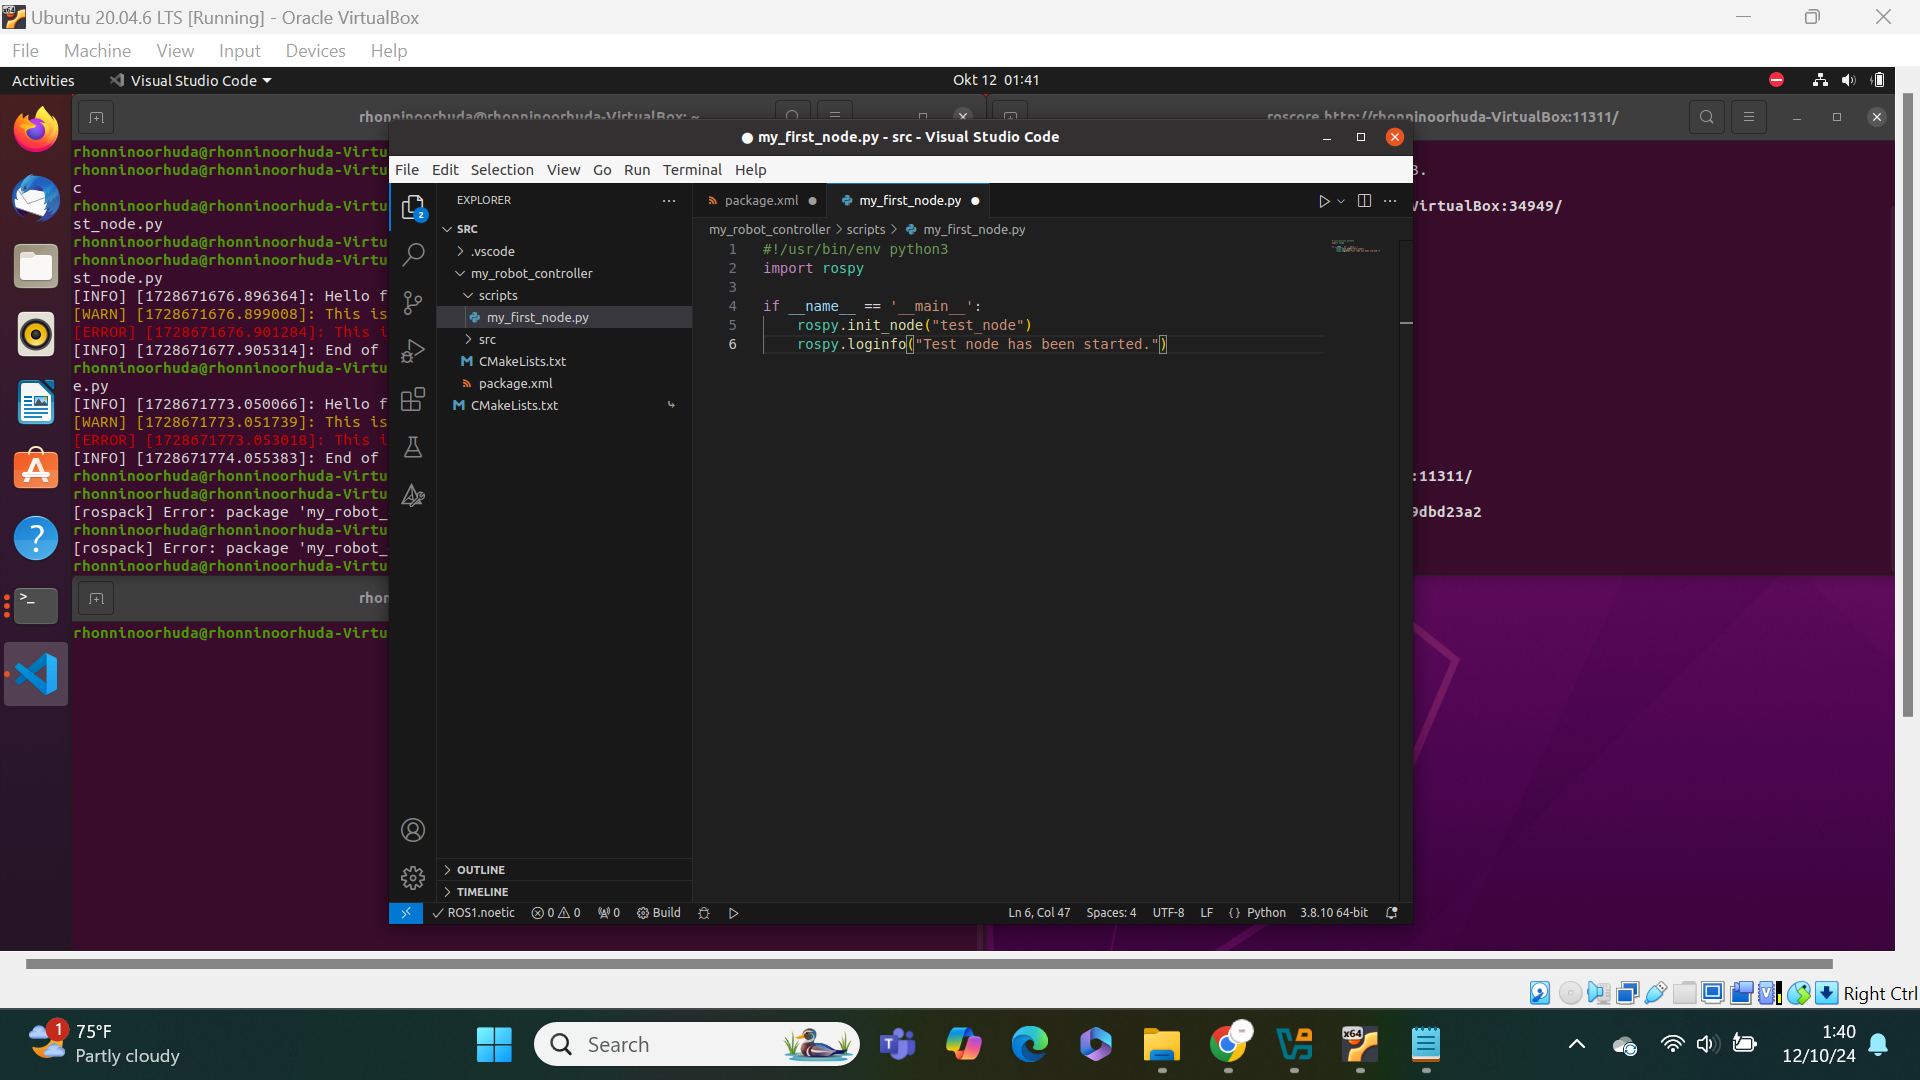 Ubuntu 20.04.6 LTS [Running] - Oracle VirtualBox
File Machine View Input Devices Help
Activities Visual Studio Code Okt 12 01:41
rhonninoorhuda@rhonninoorhuda-VirtualBox: ~
roscore http://rhonninoorhuda-VirtualBox:11311/
my_first_node.py - src - Visual Studio Code
File Edit Selection View Go Run Terminal Help
rhonninoorhuda@rhonninoorhuda-Virtu
rhonninoorhuda@rhonninoorhuda-Virtu
c
rhonninoorhuda@rhonninoorhuda-Virtu
st_node.py
rhonninoorhuda@rhonninoorhuda-Virtu
rhonninoorhuda@rhonninoorhuda-Virtu
st_node.py
[INFO] [1728671676.896364]: Hello f
[WARN] [1728671676.899008]: This is
[ERROR] [1728671676.901284]: This i
[INFO] [1728671677.905314]: End of
rhonninoorhuda@rhonninoorhuda-Virtu
e.py
[INFO] [1728671773.050066]: Hello f
[WARN] [1728671773.051739]: This is
[ERROR] [1728671773.053018]: This i
[INFO] [1728671774.055383]: End of
rhonninoorhuda@rhonninoorhuda-Virtu
rhonninoorhuda@rhonninoorhuda-Virtu
[rospack] Error: package 'my_robot_
rhonninoorhuda@rhonninoorhuda-Virtu
[rospack] Error: package 'my_robot_
rhonninoorhuda@rhonninoorhuda-Virtu
rhon
rhonninoorhuda@rhonninoorhuda-Virtu
2
EXPLORER
SRC
.vscode
my_robot_controller
scripts
my_first_node.py
src
CMakeLists.txt
package.xml
CMakeLists.txt
OUTLINE
TIMELINE
package.xml my_first_node.py
my_robot_controller > scripts > my_first_node.py
1 #!/usr/bin/env python3
2 import rospy
3
4 if __name__ == '__main__':
5 rospy.init_node("test_node")
6 rospy.loginfo("Test node has been started.")
VirtualBox:34949/
:11311/
9dbd23a2
ROS1.noetic 0 0 0 Build Ln 6, Col 47 Spaces: 4 UTF-8 LF {} Python 3.8.10 64-bit
Right Ctrl
1
75°F
Partly cloudy
Search
x64
1:40
12/10/24